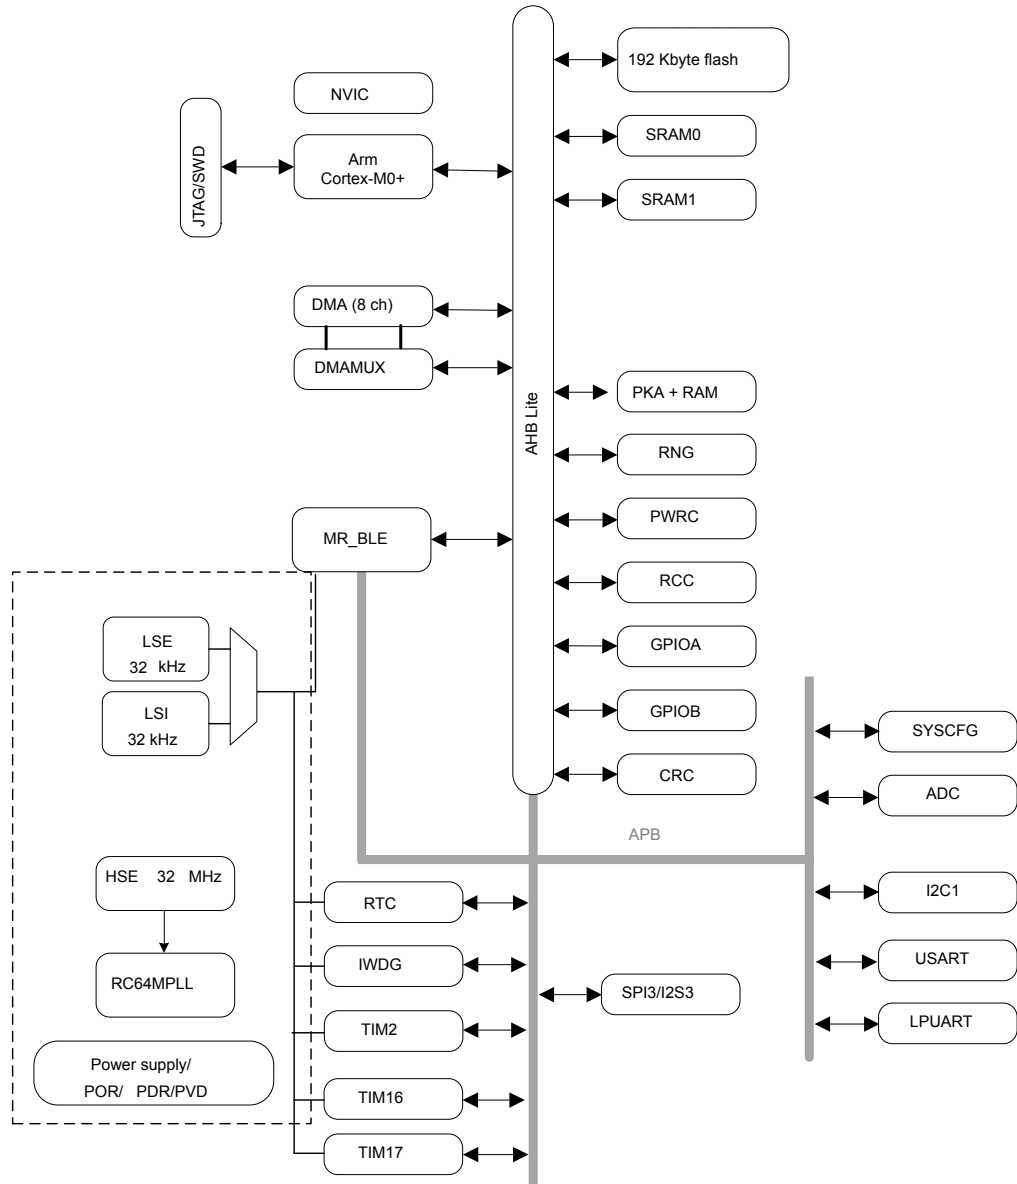 192 Kbyte flash
NVIC
SRAM0
JTAG/SWD
Arm
Cortex-M0+
SRAM1
DMA (8 ch)
DMAMUX
AHB Lite
PKA + RAM
RNG
PWRC
MR_BLE
RCC
LSE
32 kHz
GPIOA
LSI
32 kHz
GPIOB
SYSCFG
CRC
ADC
APB
HSE 32 MHz
RTC
I2C1
IWDG
USART
RC64MPLL
SPI3/I2S3
TIM2
LPUART
Power supply/
POR/ PDR/PVD
TIM16
TIM17